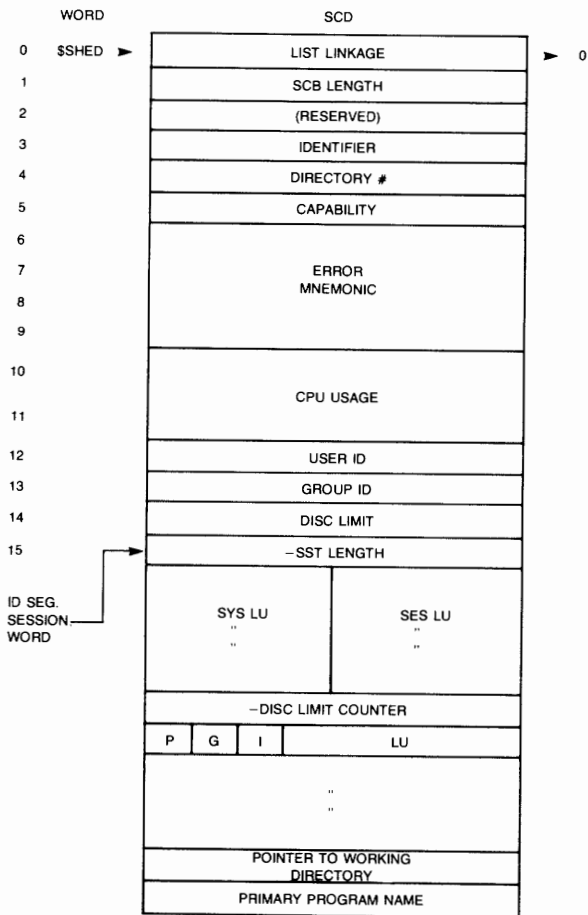 WORD SCD
0 $SHED LIST LINKAGE 0
1 SCB LENGTH
2 (RESERVED)
3 IDENTIFIER
4 DIRECTORY #
5 CAPABILITY
6
7 ERROR
MNEMONIC
8
9
10
CPU USAGE
11
12 USER ID
13 GROUP ID
14 DISC LIMIT
15 –SST LENGTH
ID SEG.
SESSION
WORD
SYS LU SES LU
" "
" "
–DISC LIMIT COUNTER
P G I LU
"
"
POINTER TO WORKING
DIRECTORY
PRIMARY PROGRAM NAME